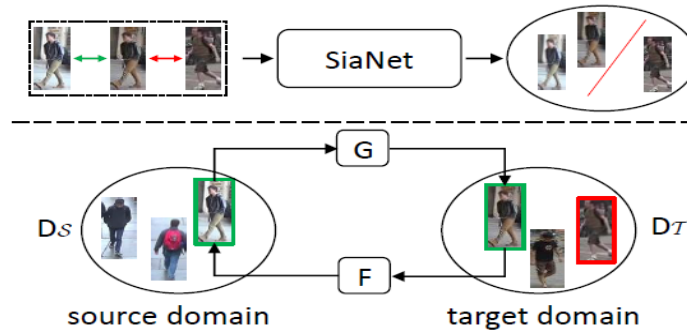 SiaNet
G
D𝒮
D𝒯
F
source domain
target domain